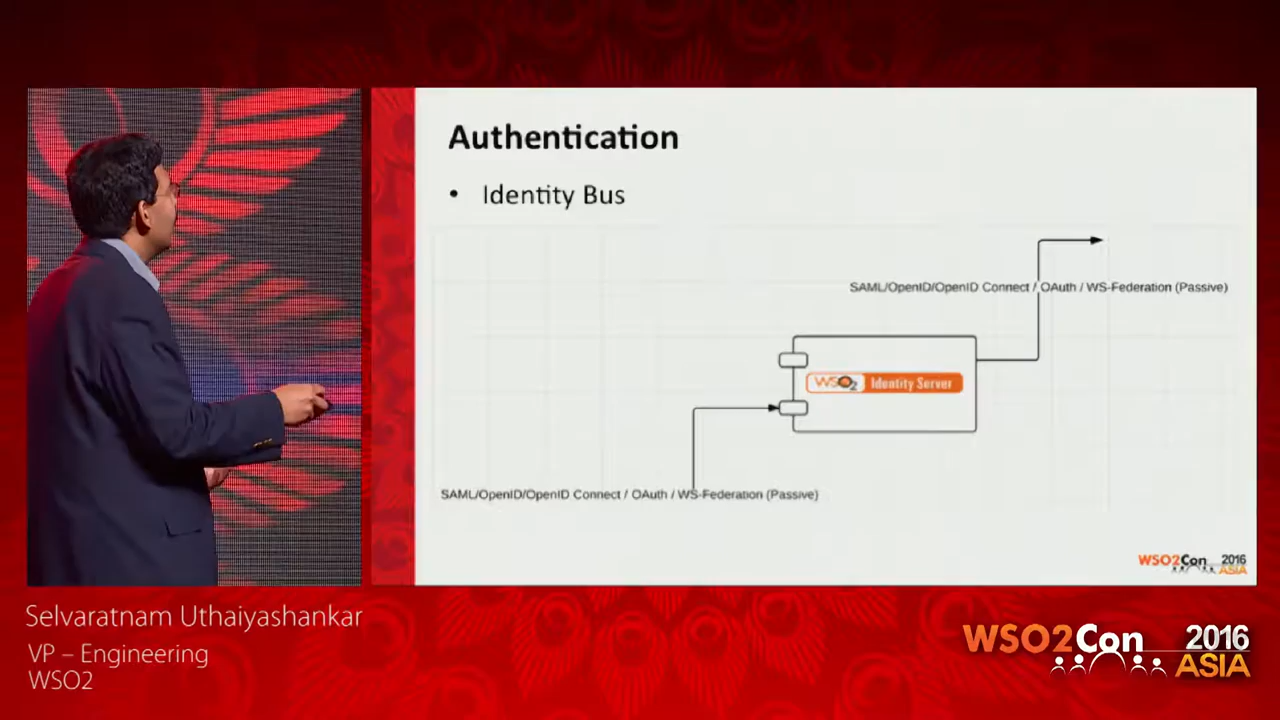 Authentication
• Identity Bus
SAML/OpenID/OpenID Connect / OAuth / WS-Federation (Passive)
WSO2 Identity Server
SAML/OpenID/OpenID Connect / OAuth / WS-Federation (Passive)
WSO2Con 2016
ASIA
Selvaratnam Uthaiyashankar
VP – Engineering
WSO2
WSO2Con 2016
ASIA